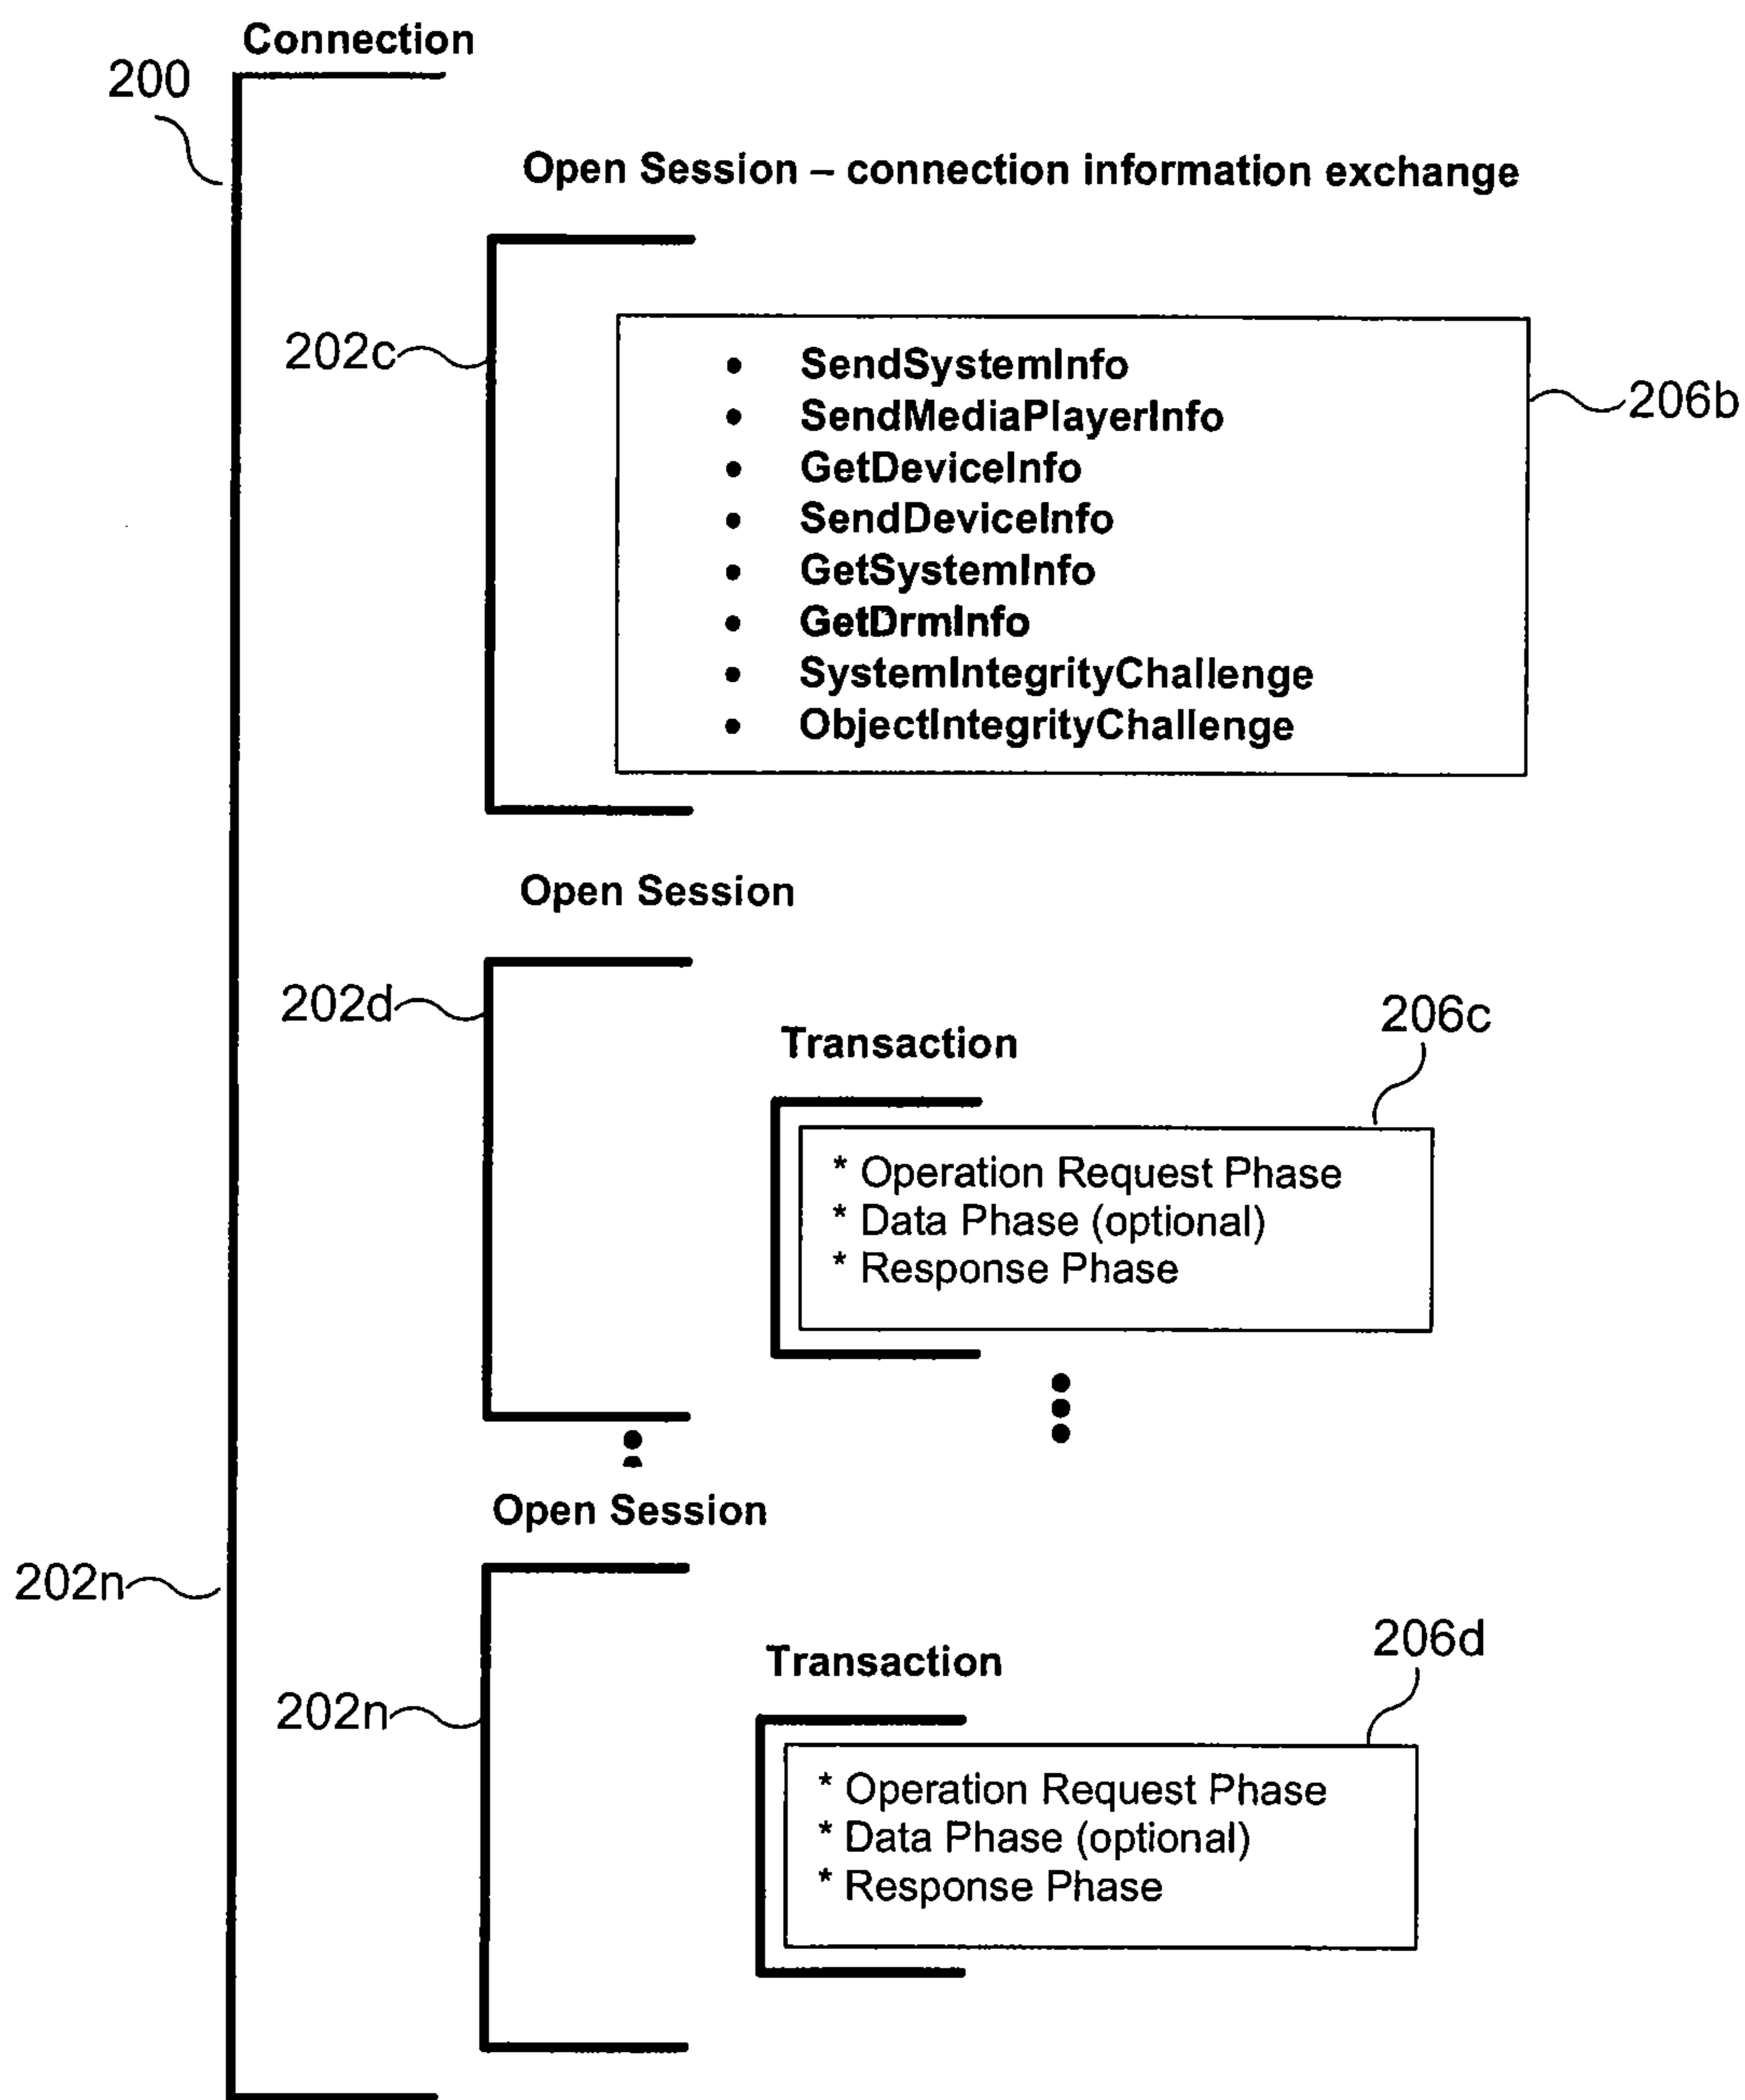 Connection
200
Open Session – connection information exchange
202c
• SendSystemInfo
• SendMediaPlayerInfo
• GetDeviceInfo
• SendDeviceInfo
• GetSystemInfo
• GetDrmInfo
• SystemIntegrityChallenge
• ObjectIntegrityChallenge
206b
Open Session
202d
206c
Transaction
* Operation Request Phase
* Data Phase (optional)
* Response Phase
Open Session
202n
202n
206d
Transaction
* Operation Request Phase
* Data Phase (optional)
* Response Phase